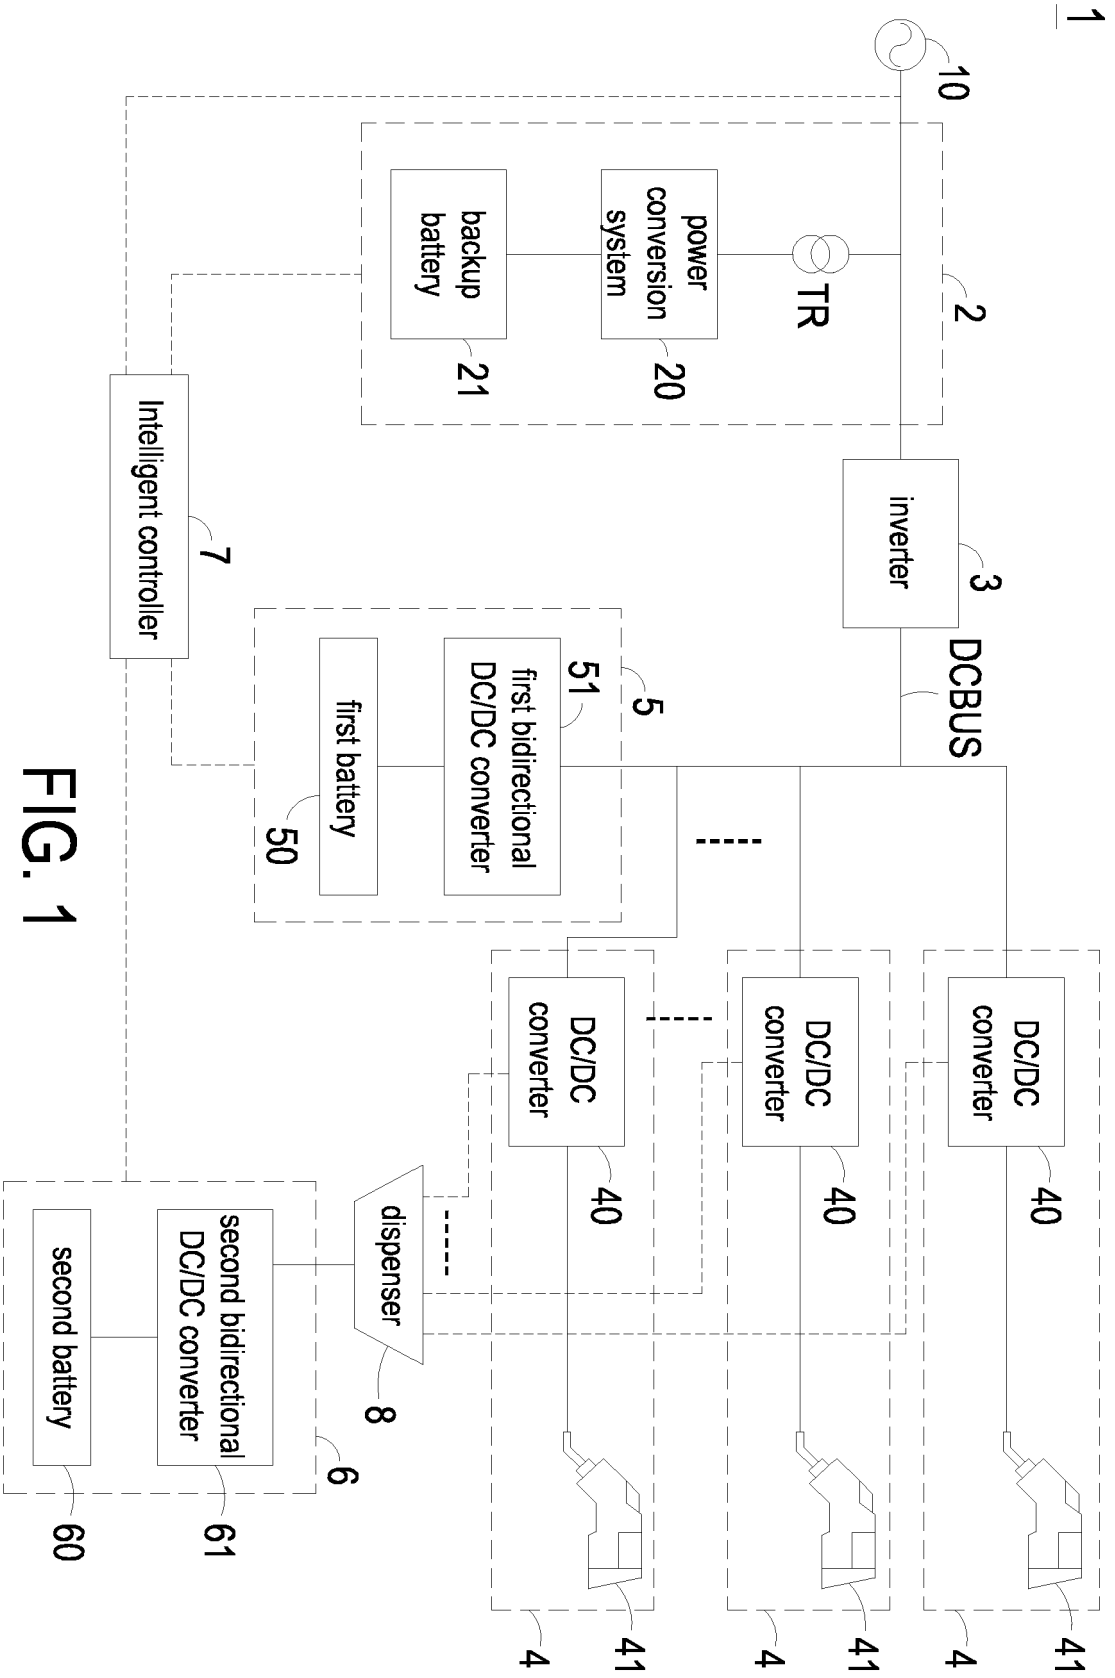 1
10
2
TR
power
conversion
system
20
backup
battery
21
inverter
3
DCBUS
Intelligent controller
7
5
51
first bidirectional
DC/DC converter
first battery
50
DC/DC
converter
40
41
4
DC/DC
converter
40
41
4
DC/DC
converter
40
41
4
dispenser
8
second bidirectional
DC/DC converter
61
6
second battery
60
FIG. 1